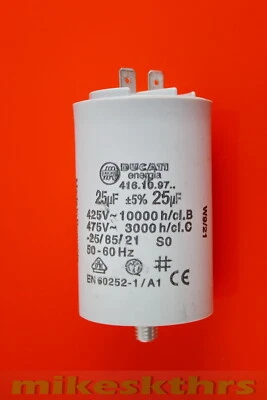 DUCATI
energia
416.10.97..
25µF ±5% 25µF
425V~ 10000 h/cl.B
475V~ 3000 h/cl.C
-25/85/21 S0
50-60 Hz
EN 60252-1/A1 CE
W9/21
mikeskthrs